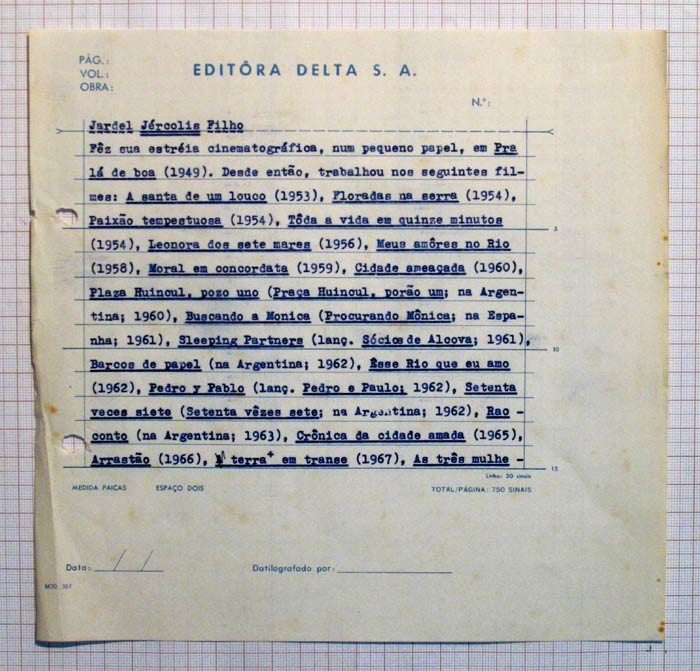 PÁG.:
VOL.:
OBRA:
EDITÔRA DELTA S. A.
N.º:
Jardel Jércolis Filho
Fêz sua estréia cinematográfica, num pequeno papel, em Pra
lá de boa (1949). Desde então, trabalhou nos seguintes fil-
mes: A santa de um louco (1953), Floradas na serra (1954),
Paixão tempestuosa (1954), Tôda a vida em quinze minutos
5
(1954), Leonora dos sete mares (1956), Meus amôres no Rio
(1958), Moral em concordata (1959), Cidade ameaçada (1960),
Plaza Huincul, pozo uno (Praça Huincul, porão um; na Argen-
tina; 1960), Buscando a Monica (Procurando Mônica; na Espa-
nha; 1961), Sleeping Partners (lanç. Sócios de Alcova; 1961),
10
Barcos de papel (na Argentina; 1962), Êsse Rio que eu amo
(1962), Pedro y Pablo (lanç. Pedro e Paulo; 1962), Setenta
veces siete (Setenta vêzes sete; na Argentina; 1962), Rac -
conto (na Argentina; 1963), Crônica da cidade amada (1965),
Arrastão (1966), terra em transe (1967), As três mulhe -
15
Linha: 50 sinais
MEDIDA PAICAS ESPAÇO DOIS TOTAL/PÁGINA: 750 SINAIS
Data: / / Datilografado por:
MOD. 357